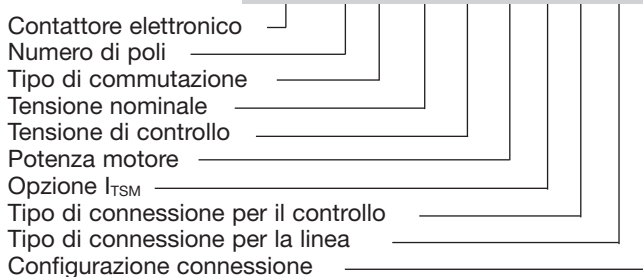 Contattore elettronico
Numero di poli
Tipo di commutazione
Tensione nominale
Tensione di controllo
Potenza motore
Opzione ITSM
Tipo di connessione per il controllo
Tipo di connessione per la linea
Configurazione connessione